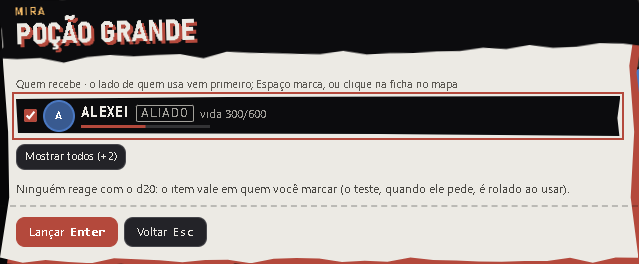 MIRA
POÇÃO GRANDE
Quem recebe · o lado de quem usa vem primeiro; Espaço marca, ou clique na ficha no mapa
A ALEXEI ALIADO vida 300/600
Mostrar todos (+2)
Ninguém reage com o d20: o item vale em quem você marcar (o teste, quando ele pede, é rolado ao usar).
Lançar Enter Voltar Esc